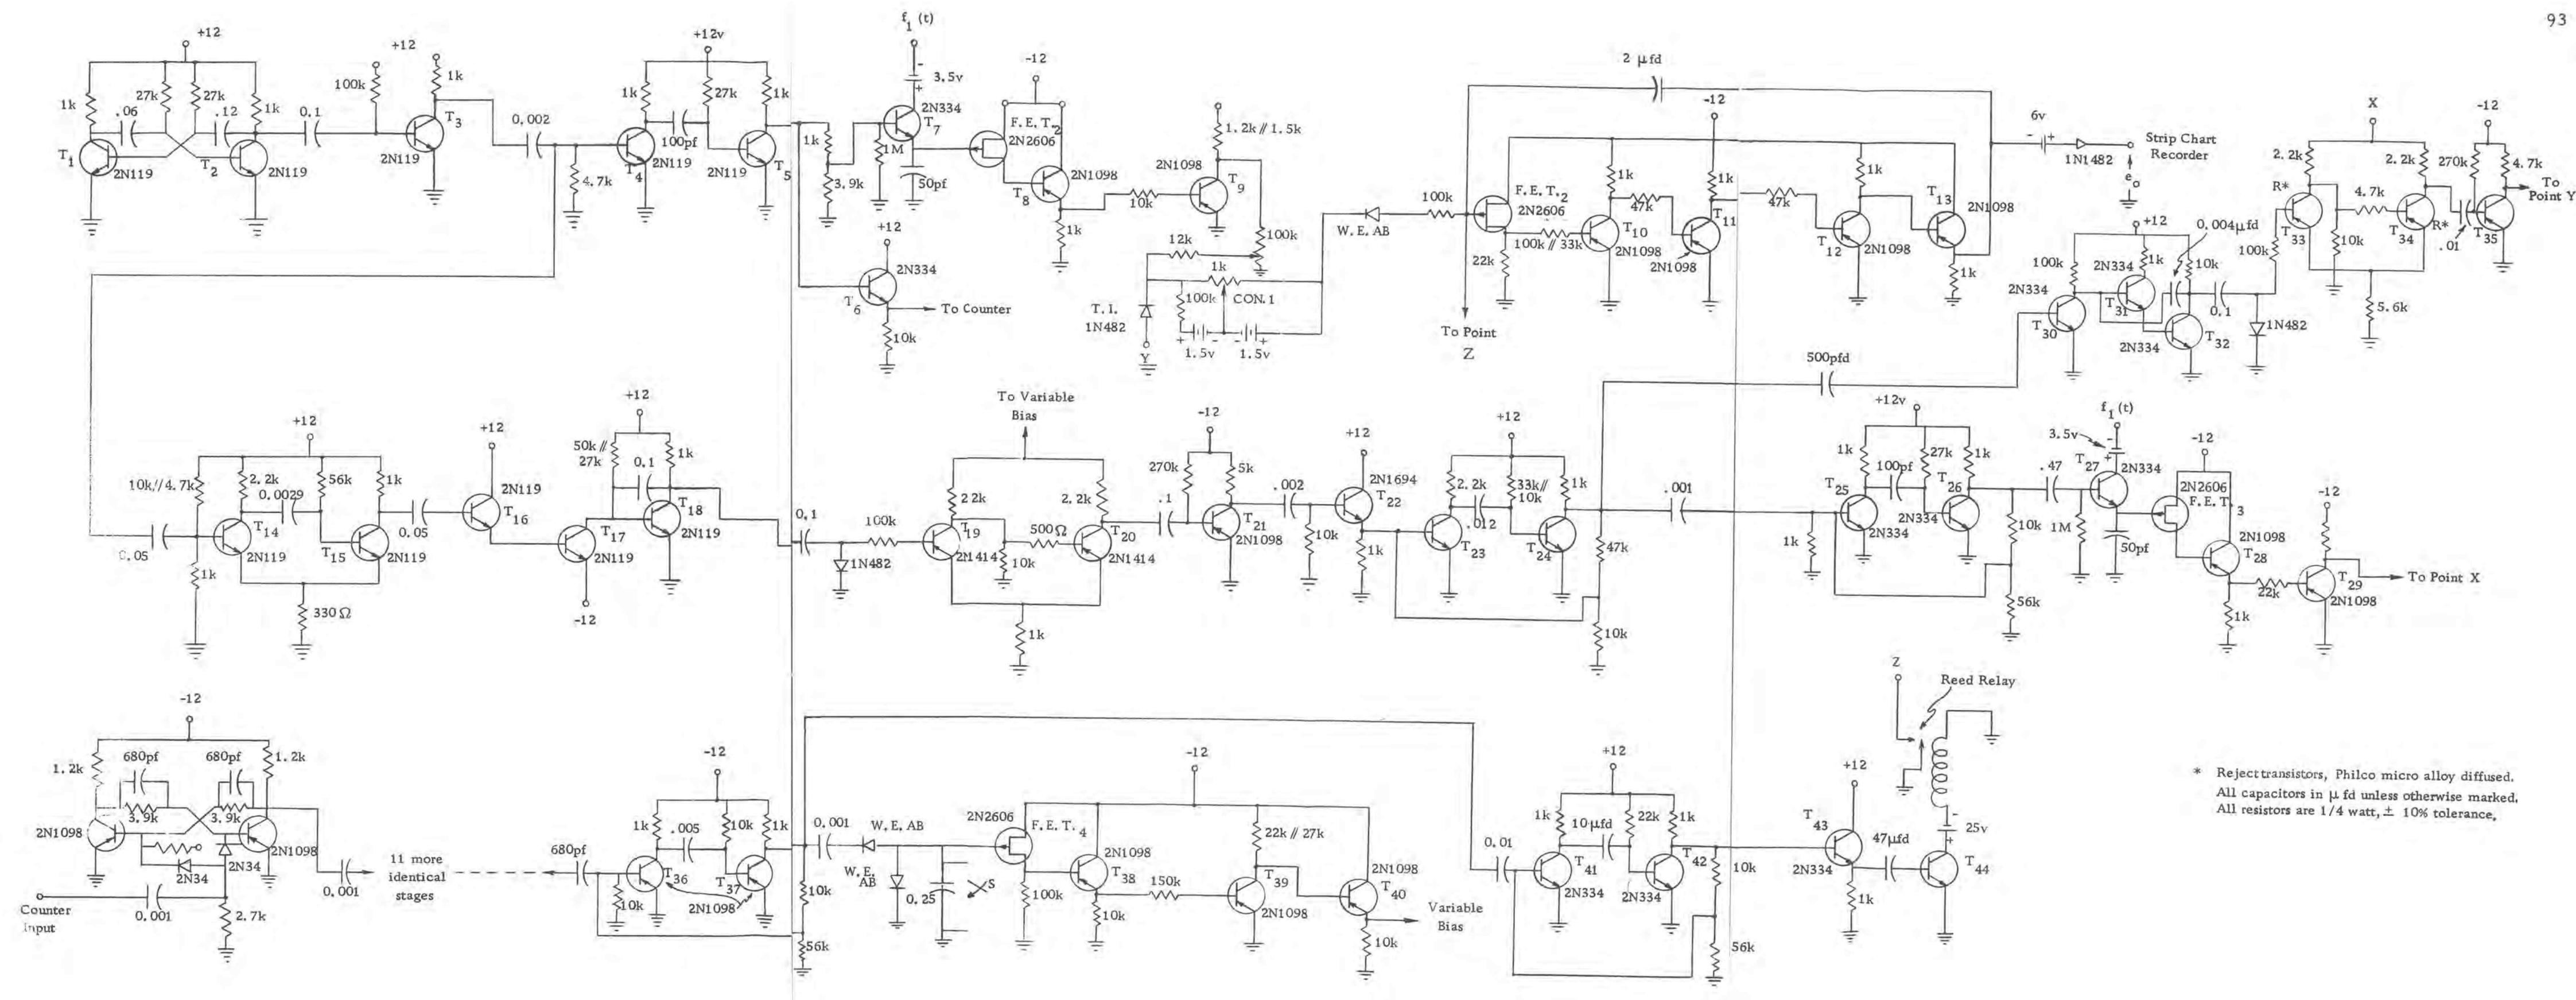 93
f1 (t)
+12
+12
+12v
3.5v
-12
2 μfd
1k
27k
27k
1k
.06
.12
0.1
100k
1k
T3
2N119
T1
2N119
T2
2N119
0.002
4.7k
1k
100pf
27k
1k
T4
2N119
2N119
T5
1k
3.9k
1M
2N334
T7
50pf
F.E.T.2
2N2606
T8
2N1098
1k
10k
2N1098
T9
1.2k//1.5k
100k
12k
1k
100k
CON.1
T.I.
1N482
Y
+
-
-
+
1.5v
1.5v
W.E. AB
100k
To Point
Z
F.E.T.2
2N2606
22k
100k//33k
1k
T10
2N1098
47k
-12
1k
T11
2N1098
47k
1k
T12
2N1098
T13
2N1098
1k
6v
-
+
1N1482
Strip Chart
Recorder
eo
X
2.2k
2.2k
R*
T33
10k
4.7k
T34
R*
.01
5.6k
-12
270k
4.7k
T35
To
Point Y
+12
0.004μfd
100k
2N334
1k
10k
2N334
T30
T31
2N334
T32
0.1
1N482
100k
+12
2N334
T6
To Counter
10k
500pfd
10k//4.7k
0.05
1k
+12
2.2k
0.0029
56k
1k
T14
2N119
T15
2N119
330 Ω
0.05
+12
2N119
T16
T17
2N119
-12
+12
50k//
27k
0.1
1k
T18
2N119
0.1
1N482
100k
To Variable
Bias
2.2k
2.2k
T19
2N1414
500Ω
10k
T20
2N1414
1k
.1
-12
270k
5k
T21
2N1098
.002
10k
+12
2N1694
T22
1k
+12
2.2k
33k//
10k
1k
.012
T23
T24
47k
10k
.001
1k
+12v
1k
100pf
27k
1k
T25
2N334
T26
2N334
10k
56k
.47
1M
f1 (t)
3.5v
-
+
T27
2N334
50pf
-12
2N2606
F.E.T.3
2N1098
T28
1k
22k
-12
T29
2N1098
To Point X
-12
1.2k
680pf
680pf
1.2k
3.9k
3.9k
2N1098
2N1098
2N34
2N34
Counter
Input
0.001
2.7k
0.001
11 more
identical
stages
680pf
10k
-12
1k
.005
10k
1k
T36
T37
2N1098
10k
56k
0.001
W.E. AB
W.E.
AB
0.25
S
2N2606
F.E.T.4
100k
2N1098
T38
10k
150k
-12
22k//27k
T39
2N1098
2N1098
T40
10k
Variable
Bias
0.01
+12
1k
10μfd
22k
1k
T41
2N334
T42
2N334
10k
56k
+12
T43
2N334
1k
47μfd
Z
Reed Relay
-
+
25v
T44
* Reject transistors, Philco micro alloy diffused.
All capacitors in μ fd unless otherwise marked.
All resistors are 1/4 watt, ± 10% tolerance.